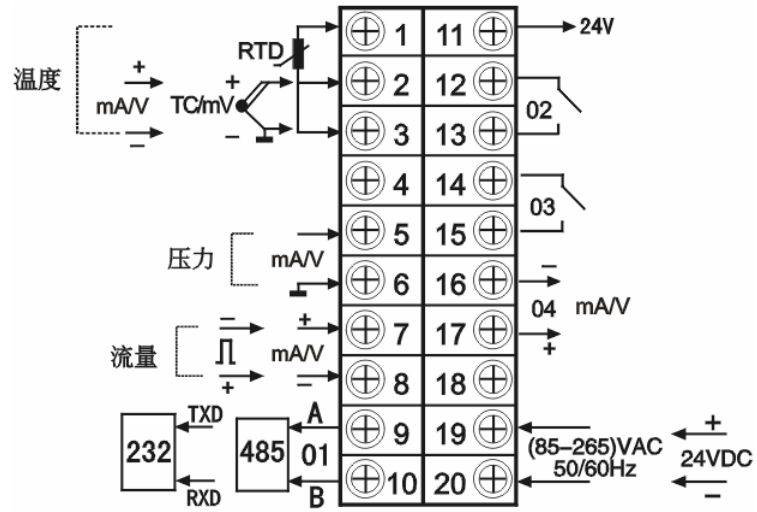 1 11 24V
RTD
温度 + mA/V − TC/mV + −
2 12
02
3 13
4 14
03
5 15
压力 mA/V
6 16
− 04 mA/V +
7 17
流量 − + mA/V + −
8 18
TXD A
9 19
232 485 01 (85–265)VAC + 24VDC −
50/60Hz
RXD B
10 20